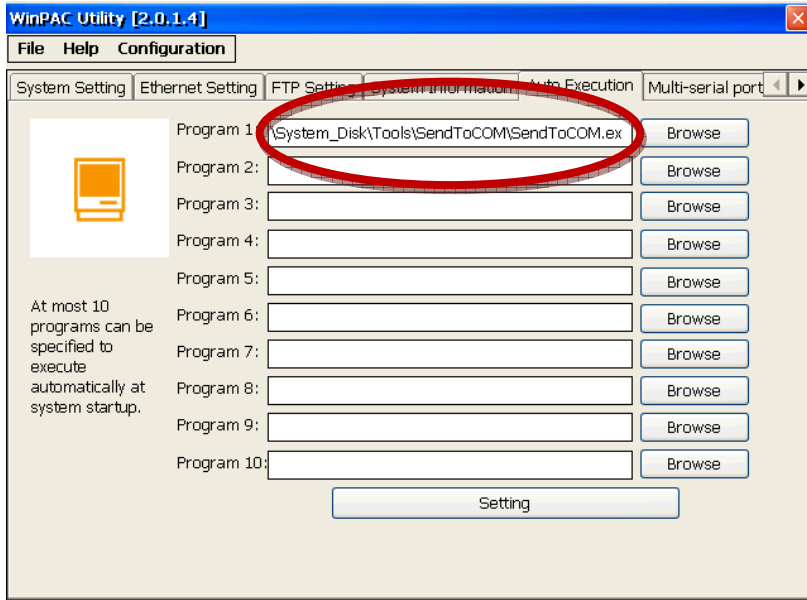 WinPAC Utility [2.0.1.4]
File Help Configuration
System Setting Ethernet Setting FTP Setting System Information Auto Execution Multi-serial port
Program 1: \System_Disk\Tools\SendToCOM\SendToCOM.ex Browse
Program 2: Browse
Program 3: Browse
Program 4: Browse
Program 5: Browse
Program 6: Browse
Program 7: Browse
Program 8: Browse
Program 9: Browse
Program 10: Browse
At most 10
programs can be
specified to
execute
automatically at
system startup.
Setting